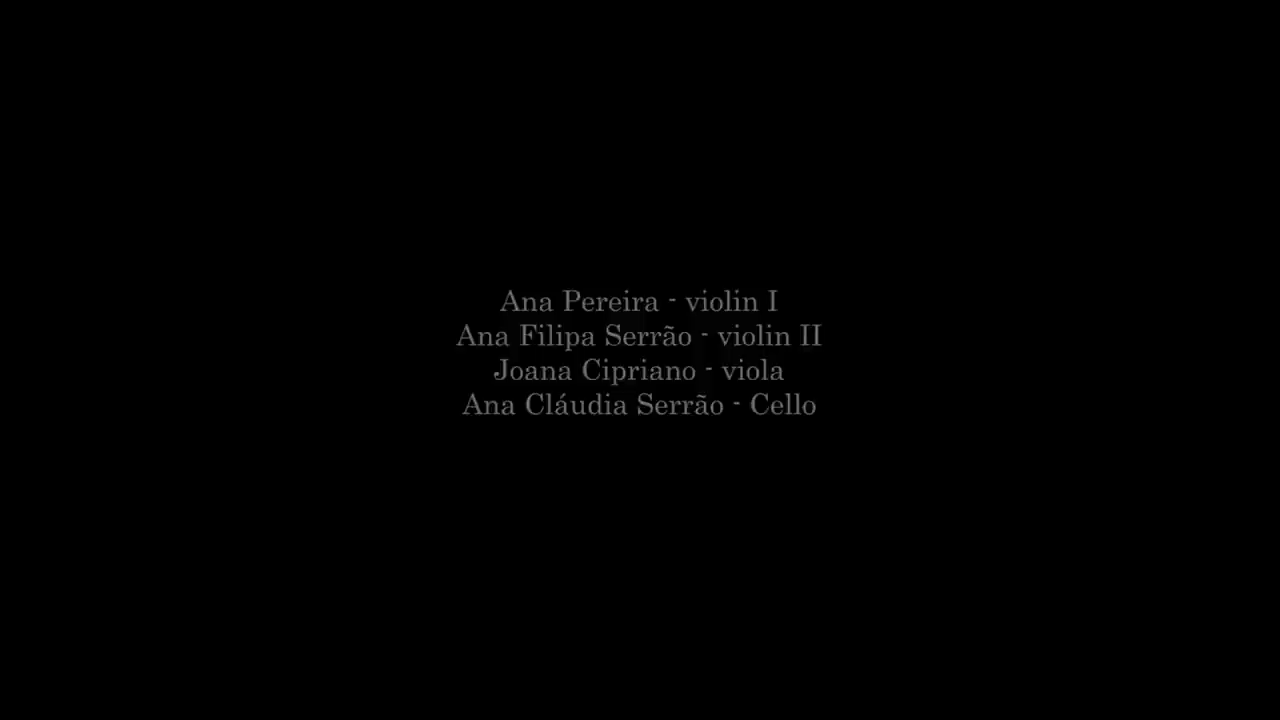 Ana Pereira - violin I
Ana Filipa Serrão - violin II
Joana Cipriano - viola
Ana Cláudia Serrão - Cello